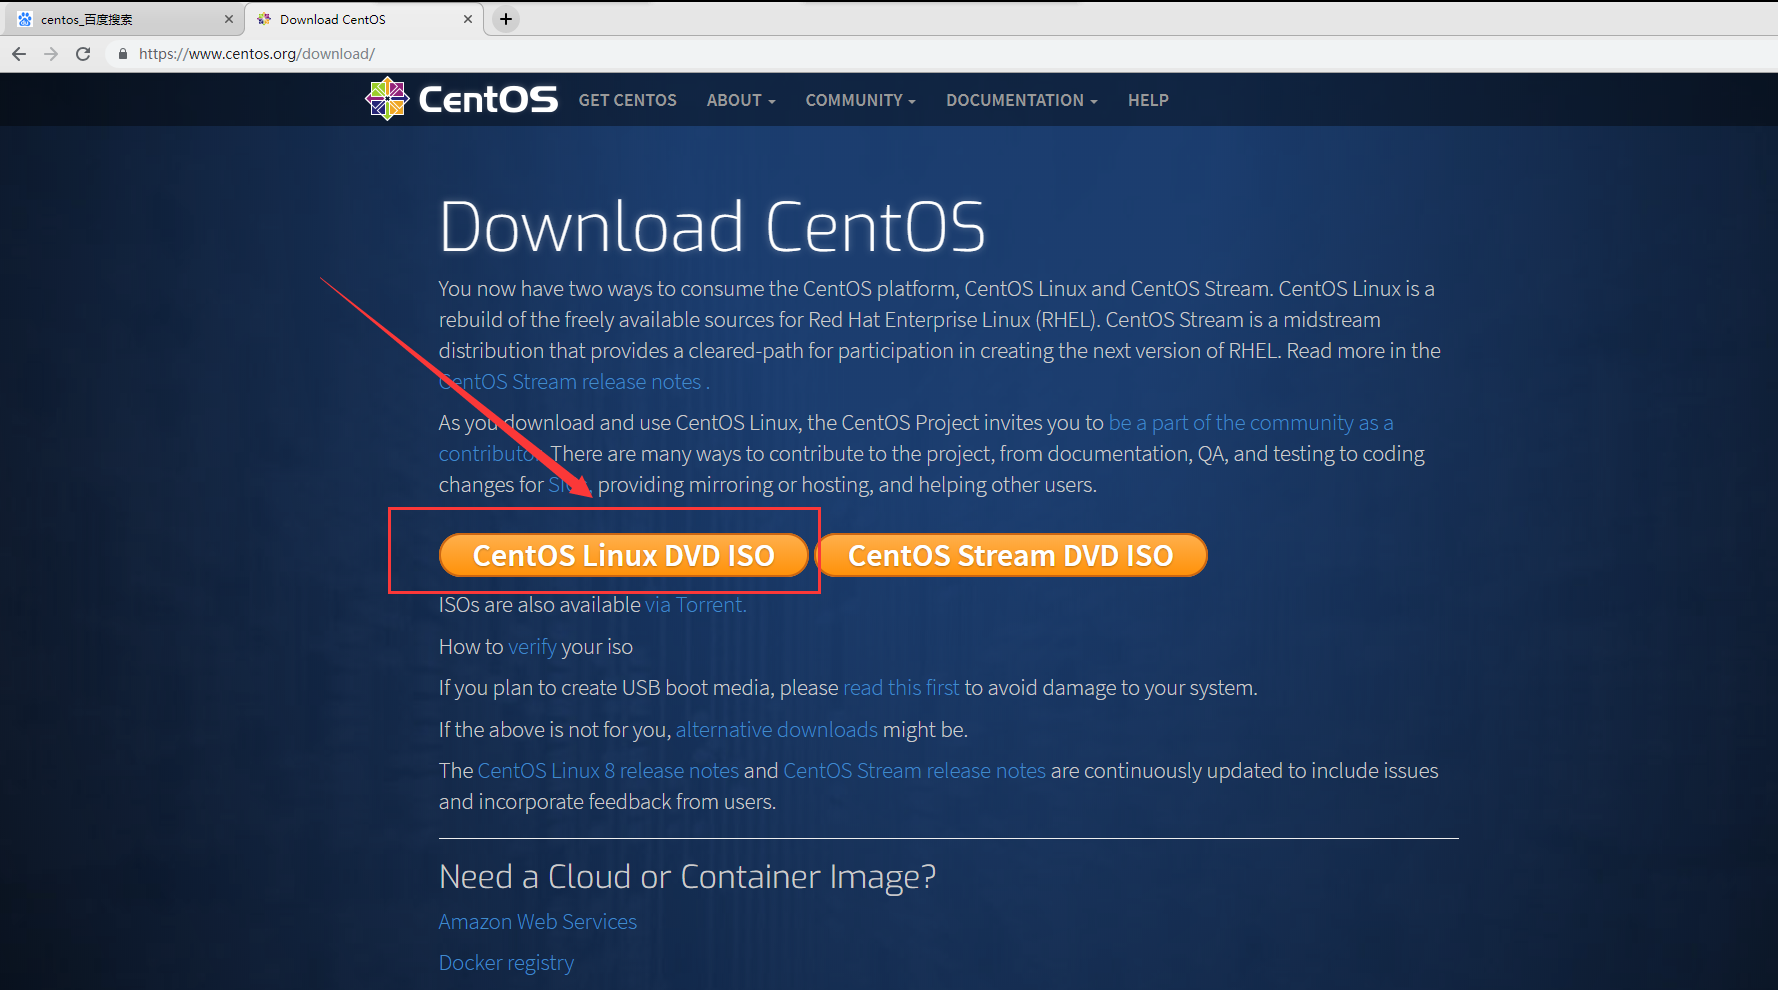 centos_百度搜索
Download CentOS
https://www.centos.org/download/
CentOS
GET CENTOS
ABOUT
COMMUNITY
DOCUMENTATION
HELP
Download CentOS
You now have two ways to consume the CentOS platform, CentOS Linux and CentOS Stream. CentOS Linux is a
rebuild of the freely available sources for Red Hat Enterprise Linux (RHEL). CentOS Stream is a midstream
distribution that provides a cleared-path for participation in creating the next version of RHEL. Read more in the
CentOS Stream release notes .
As you download and use CentOS Linux, the CentOS Project invites you to be a part of the community as a
contributor. There are many ways to contribute to the project, from documentation, QA, and testing to coding
changes for providing mirroring or hosting, and helping other users.
CentOS Linux DVD ISO
CentOS Stream DVD ISO
ISOs are also available via Torrent.
How to verify your iso
If you plan to create USB boot media, please read this first to avoid damage to your system.
If the above is not for you, alternative downloads might be.
The CentOS Linux 8 release notes and CentOS Stream release notes are continuously updated to include issues
and incorporate feedback from users.
Need a Cloud or Container Image?
Amazon Web Services
Docker registry